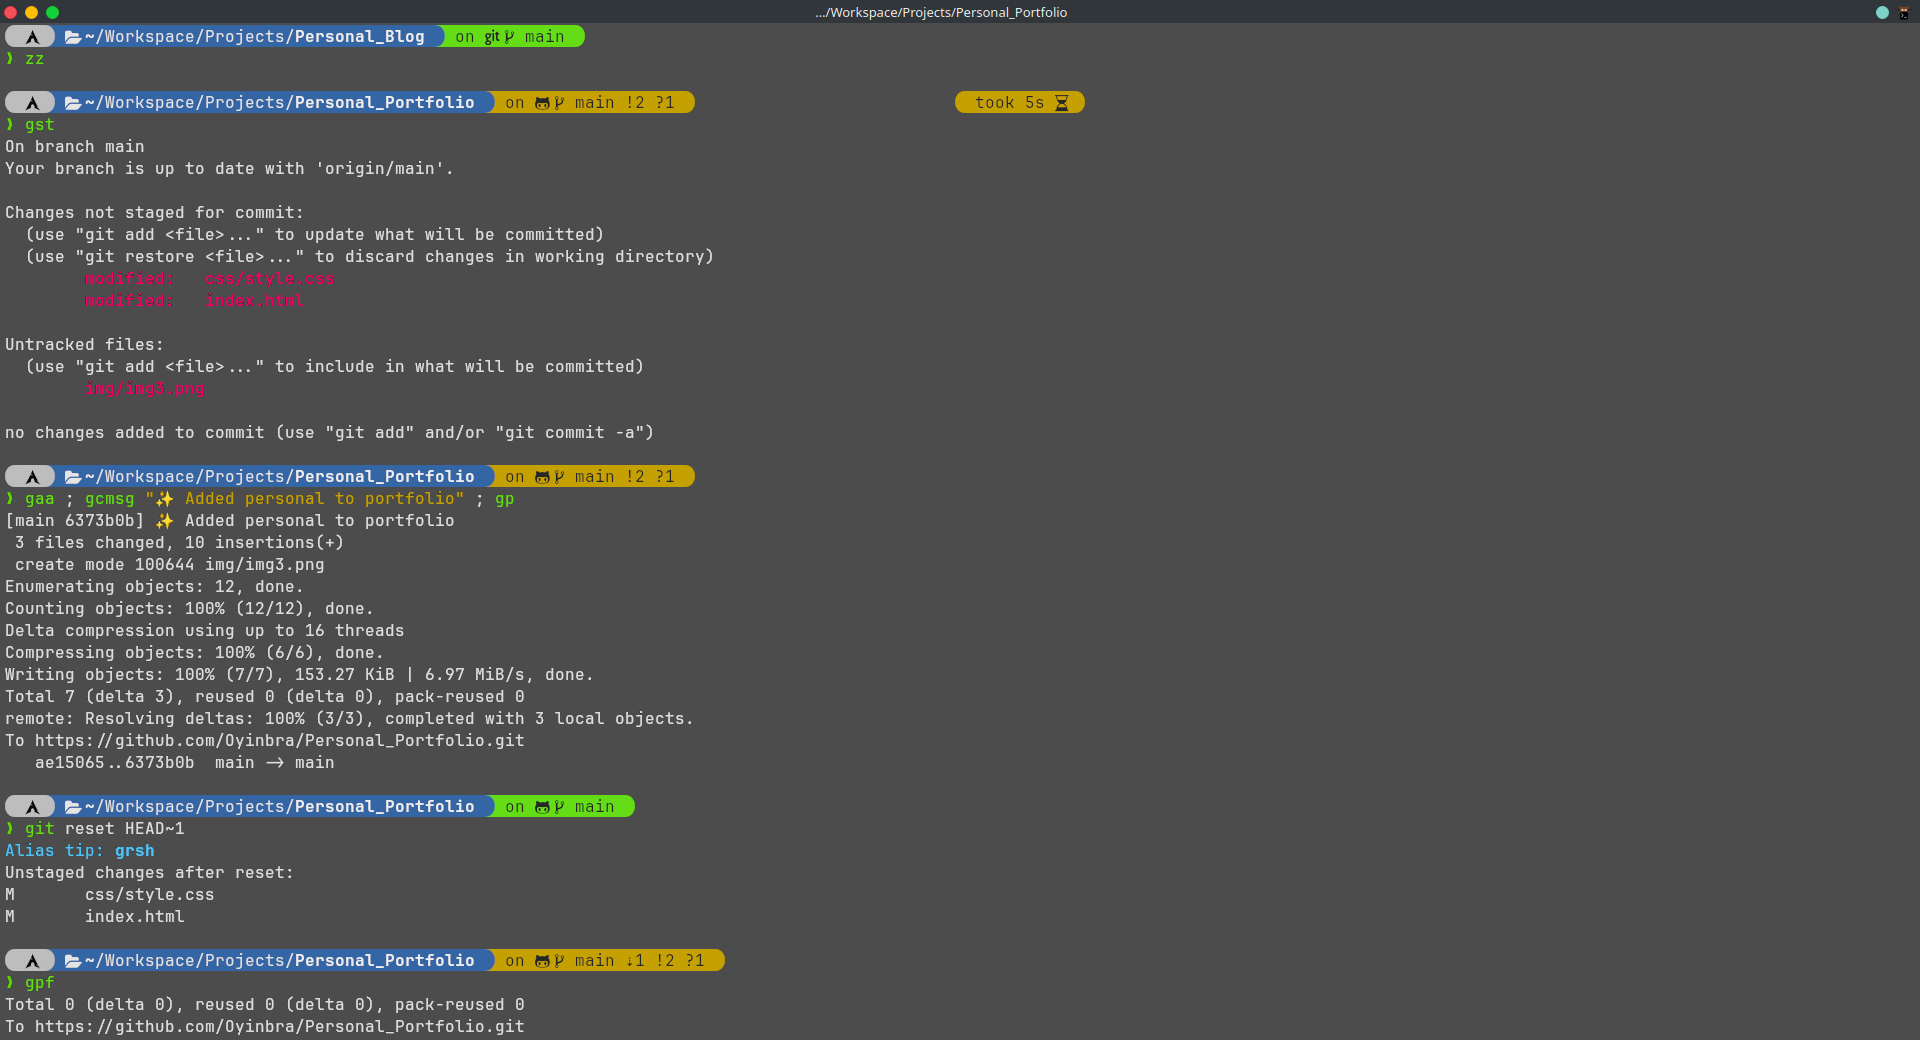 .../Workspace/Projects/Personal_Portfolio
~/Workspace/Projects/Personal_Blog on git main
❯ zz
~/Workspace/Projects/Personal_Portfolio on main !2 ?1 took 5s
❯ gst
On branch main
Your branch is up to date with 'origin/main'.
Changes not staged for commit:
(use "git add <file>..." to update what will be committed)
(use "git restore <file>..." to discard changes in working directory)
modified: css/style.css
modified: index.html
Untracked files:
(use "git add <file>..." to include in what will be committed)
img/img3.png
no changes added to commit (use "git add" and/or "git commit -a")
~/Workspace/Projects/Personal_Portfolio on main !2 ?1
❯ gaa ; gcmsg "✨ Added personal to portfolio" ; gp
[main 6373b0b] ✨ Added personal to portfolio
3 files changed, 10 insertions(+)
create mode 100644 img/img3.png
Enumerating objects: 12, done.
Counting objects: 100% (12/12), done.
Delta compression using up to 16 threads
Compressing objects: 100% (6/6), done.
Writing objects: 100% (7/7), 153.27 KiB | 6.97 MiB/s, done.
Total 7 (delta 3), reused 0 (delta 0), pack-reused 0
remote: Resolving deltas: 100% (3/3), completed with 3 local objects.
To https://github.com/Oyinbra/Personal_Portfolio.git
ae15065..6373b0b main -> main
~/Workspace/Projects/Personal_Portfolio on main
❯ git reset HEAD~1
Alias tip: grsh
Unstaged changes after reset:
M css/style.css
M index.html
~/Workspace/Projects/Personal_Portfolio on main ↓1 !2 ?1
❯ gpf
Total 0 (delta 0), reused 0 (delta 0), pack-reused 0
To https://github.com/Oyinbra/Personal_Portfolio.git